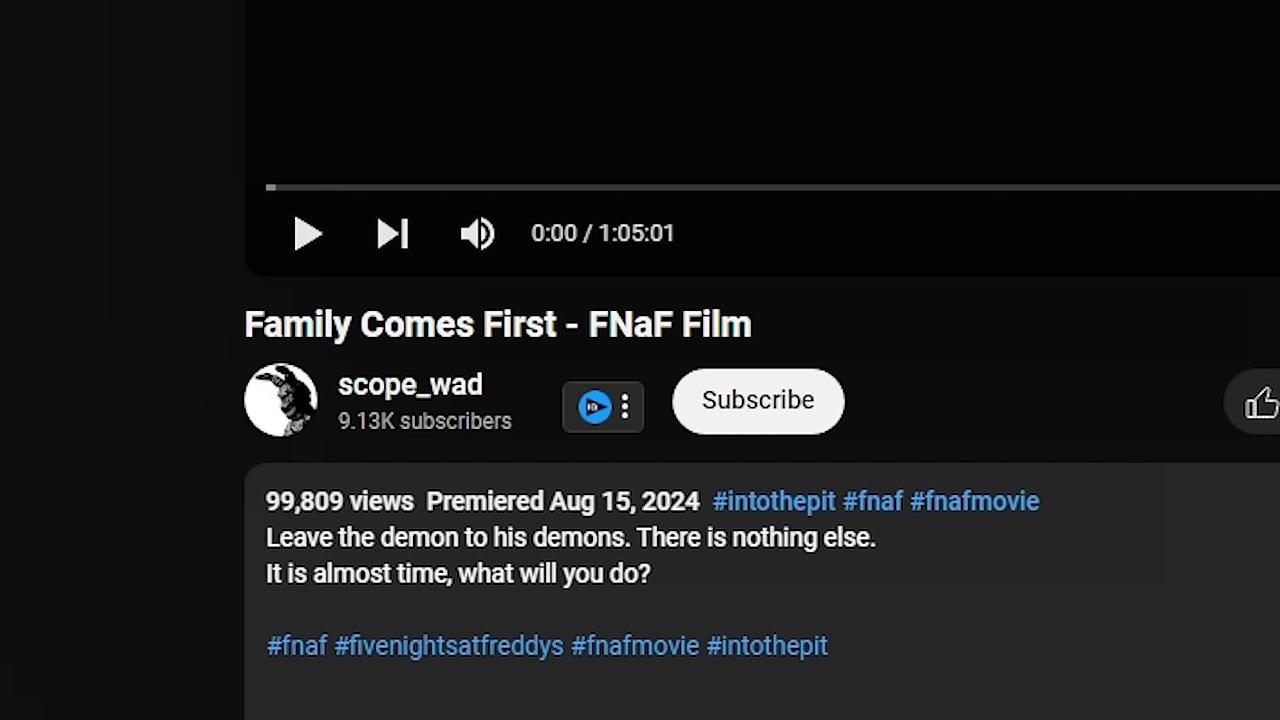 0:00 / 1:05:01
Family Comes First - FNaF Film
scope_wad
9.13K subscribers
Subscribe
99,809 views Premiered Aug 15, 2024 #intothepit #fnaf #fnafmovie
Leave the demon to his demons. There is nothing else.
It is almost time, what will you do?
#fnaf #fivenightsatfreddys #fnafmovie #intothepit